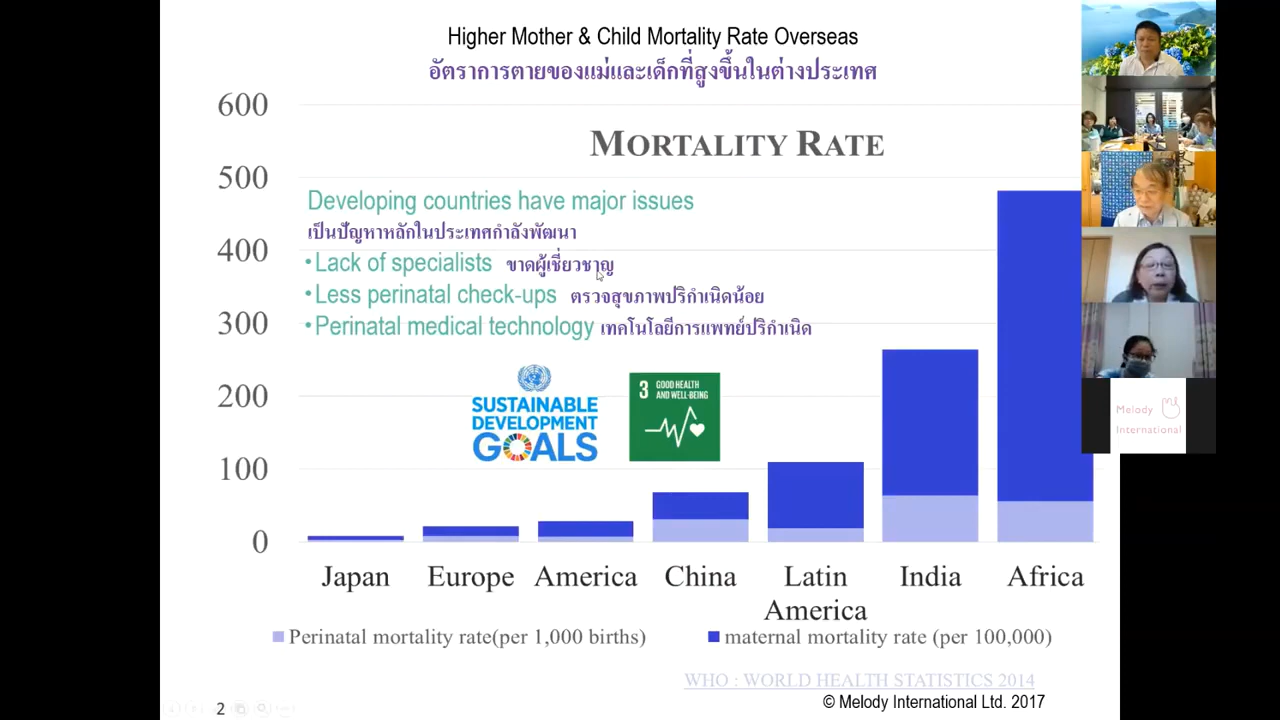 Higher Mother & Child Mortality Rate Overseas
อัตราการตายของแม่และเด็กที่สูงขึ้นในต่างประเทศ
600
MORTALITY RATE
500
Developing countries have major issues
เป็นปัญหาหลักในประเทศกำลังพัฒนา
400
•Lack of specialists ขาดผู้เชี่ยวชาญ
•Less perinatal check-ups ตรวจสุขภาพปริกำเนิดน้อย
300
•Perinatal medical technology เทคโนโลยีการแพทย์ปริกำเนิด
200
SUSTAINABLE
DEVELOPMENT
GOALS
3 GOOD HEALTH
AND WELL-BEING
Melody
International
100
0
Japan
Europe
America
China
Latin
America
India
Africa
Perinatal mortality rate(per 1,000 births)
maternal mortality rate (per 100,000)
WHO : WORLD HEALTH STATISTICS 2014
© Melody International Ltd. 2017
2